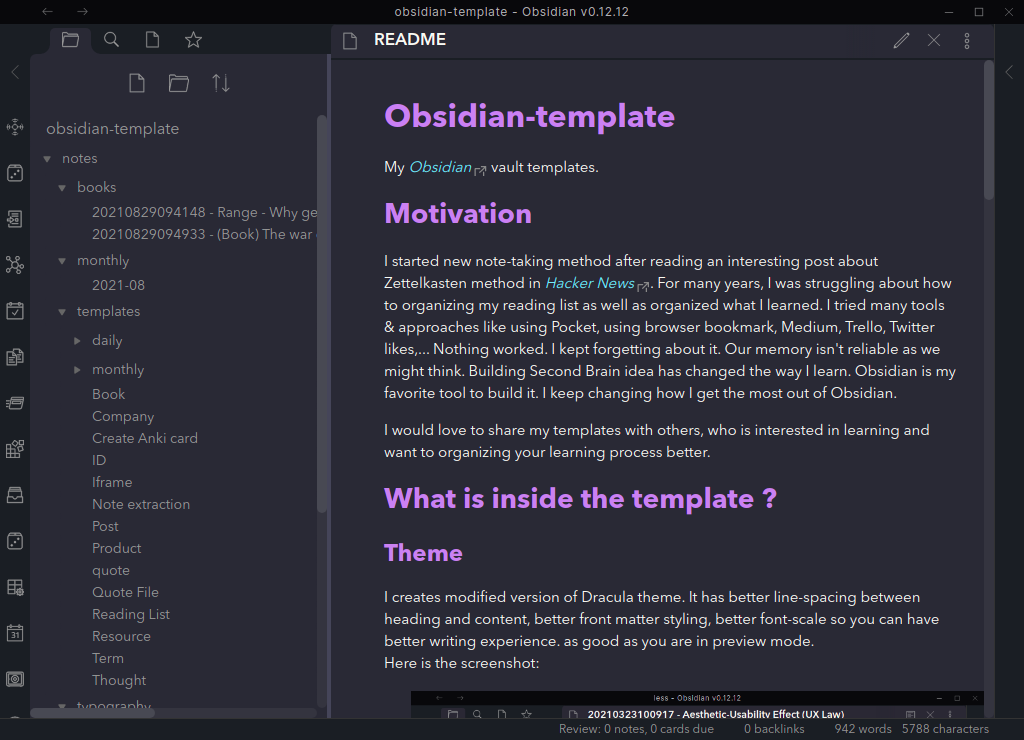 obsidian-template - Obsidian v0.12.12
README
obsidian-template
notes
books
20210829094148 - Range - Why ge
20210829094933 - (Book) The war
monthly
2021-08
templates
daily
monthly
Book
Company
Create Anki card
ID
Iframe
Note extraction
Post
Product
quote
Quote File
Reading List
Resource
Term
Thought
typography
31
Obsidian-template
My Obsidian vault templates.
Motivation
I started new note-taking method after reading an interesting post about
Zettelkasten method in Hacker News. For many years, I was struggling about how
to organizing my reading list as well as organized what I learned. I tried many tools
& approaches like using Pocket, using browser bookmark, Medium, Trello, Twitter
likes,... Nothing worked. I kept forgetting about it. Our memory isn't reliable as we
might think. Building Second Brain idea has changed the way I learn. Obsidian is my
favorite tool to build it. I keep changing how I get the most out of Obsidian.
I would love to share my templates with others, who is interested in learning and
want to organizing your learning process better.
What is inside the template ?
Theme
I creates modified version of Dracula theme. It has better line-spacing between
heading and content, better front matter styling, better font-scale so you can have
better writing experience. as good as you are in preview mode.
Here is the screenshot:
less - Obsidian v0.12.12
20210323100917 - Aesthetic-Usability Effect (UX Law)
Review: 0 notes, 0 cards due
0 backlinks
942 words
5788 characters